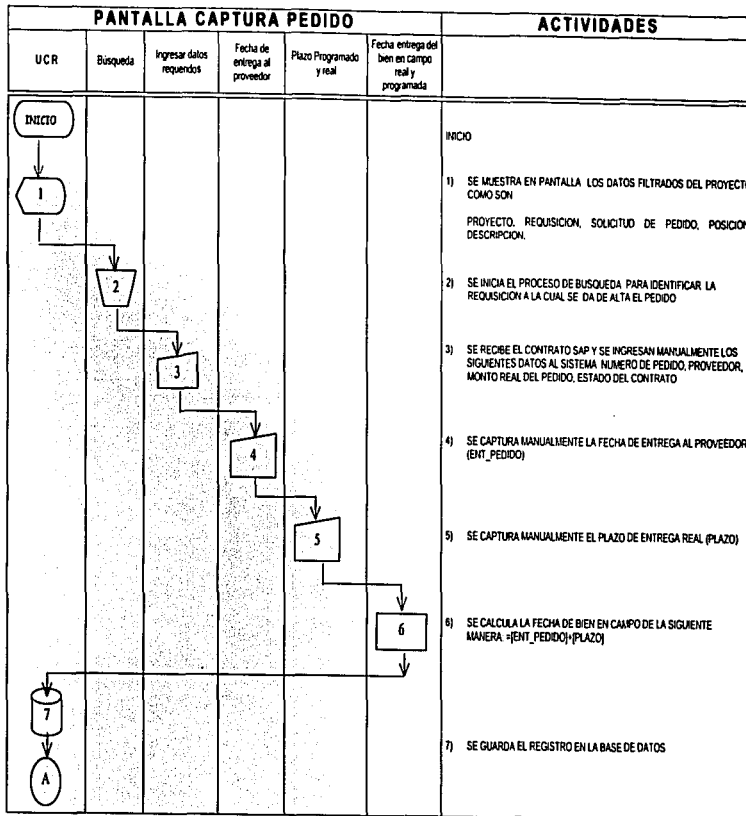 PANTALLA CAPTURA PEDIDO
ACTIVIDADES
UCR
Búsqueda
Ingresar datos
requeridos
Fecha de
entrega al
proveedor
Plazo Programado
y real
Fecha entrega del
bien en campo
real y
programada
INICIO
1
2
3
4
5
6
7
A
INICIO
1) SE MUESTRA EN PANTALLA LOS DATOS FILTRADOS DEL PROYECTO
COMO SON
PROYECTO, REQUISICION, SOLICITUD DE PEDIDO, POSICION
DESCRIPCION.
2) SE INICIA EL PROCESO DE BUSQUEDA PARA IDENTIFICAR LA
REQUISICION A LA CUAL SE DA DE ALTA EL PEDIDO
3) SE RECIBE EL CONTRATO SAP Y SE INGRESAN MANUALMENTE LOS
SIGUIENTES DATOS AL SISTEMA NUMERO DE PEDIDO, PROVEEDOR,
MONTO REAL DEL PEDIDO, ESTADO DEL CONTRATO
4) SE CAPTURA MANUALMENTE LA FECHA DE ENTREGA AL PROVEEDOR
(ENT_PEDIDO)
5) SE CAPTURA MANUALMENTE EL PLAZO DE ENTREGA REAL (PLAZO)
6) SE CALCULA LA FECHA DE BIEN EN CAMPO DE LA SIGUIENTE
MANERA =[ENT_PEDIDO]+[PLAZO]
7) SE GUARDA EL REGISTRO EN LA BASE DE DATOS